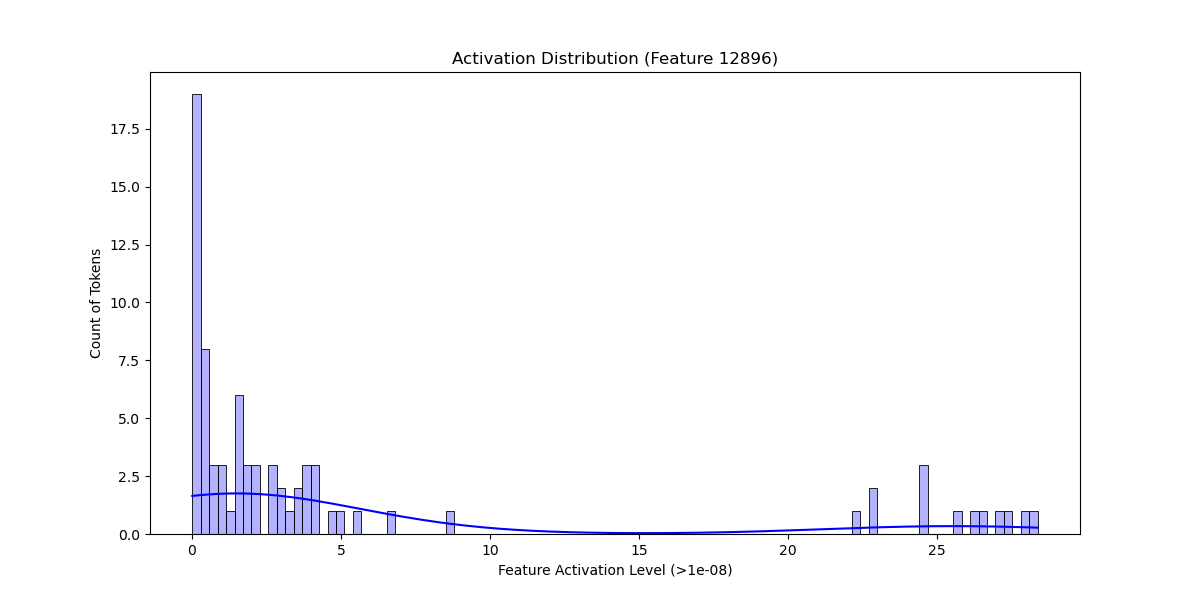 Activation Distribution (Feature 12896)
Count of Tokens
17.5
15.0
12.5
10.0
7.5
5.0
2.5
0.0
0 5 10 15 20 25
Feature Activation Level (>1e-08)